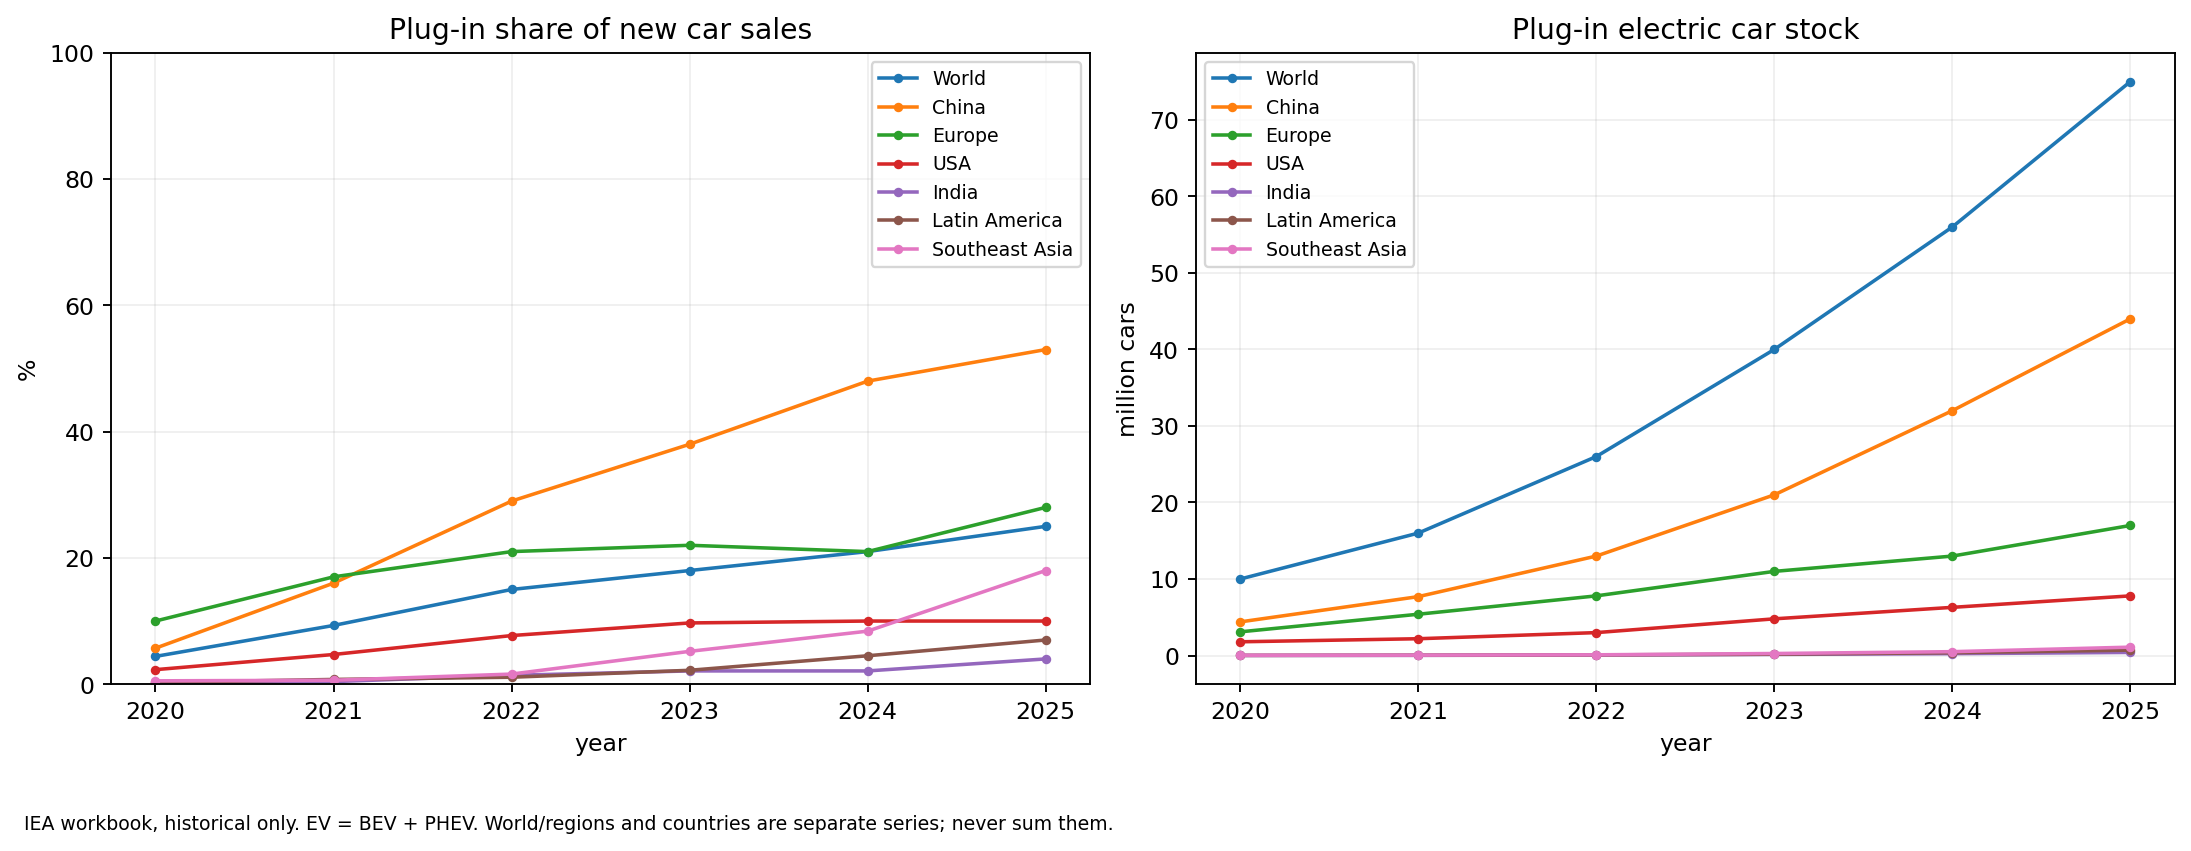 Plug-in share of new car sales
100
80
60
40
20
0
%
2020 2021 2022 2023 2024 2025
year
World
China
Europe
USA
India
Latin America
Southeast Asia
Plug-in electric car stock
70
60
50
40
30
20
10
0
million cars
2020 2021 2022 2023 2024 2025
year
World
China
Europe
USA
India
Latin America
Southeast Asia
IEA workbook, historical only. EV = BEV + PHEV. World/regions and countries are separate series; never sum them.